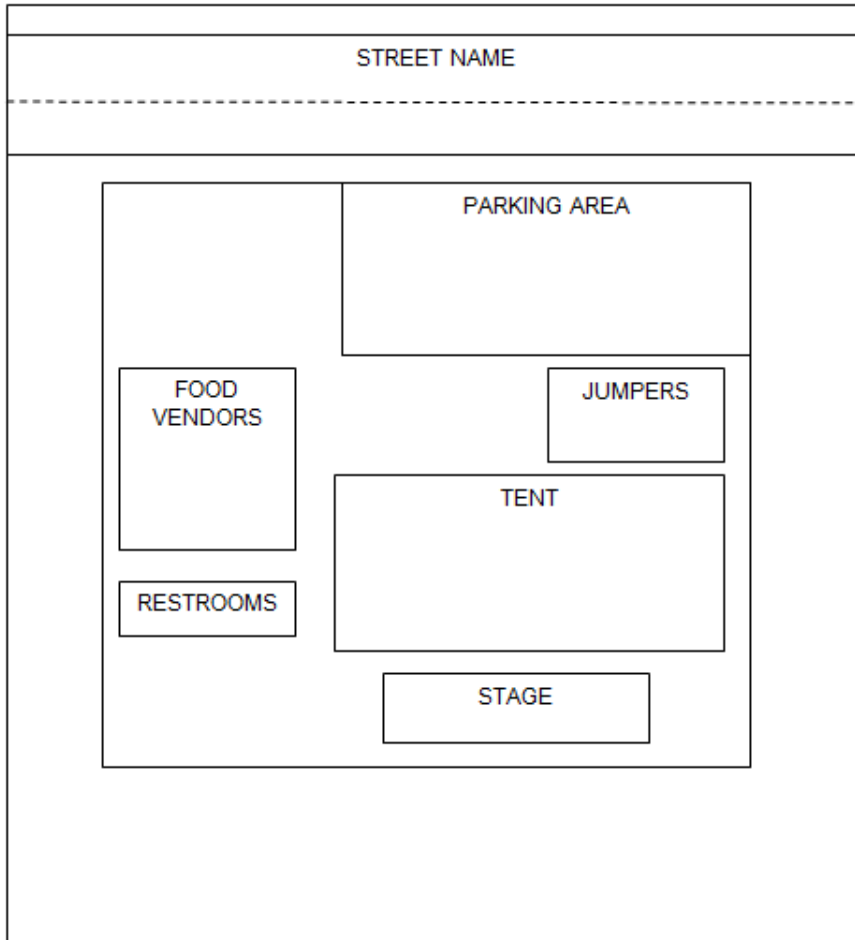 STREET NAME
PARKING AREA
FOOD
VENDORS
JUMPERS
TENT
RESTROOMS
STAGE